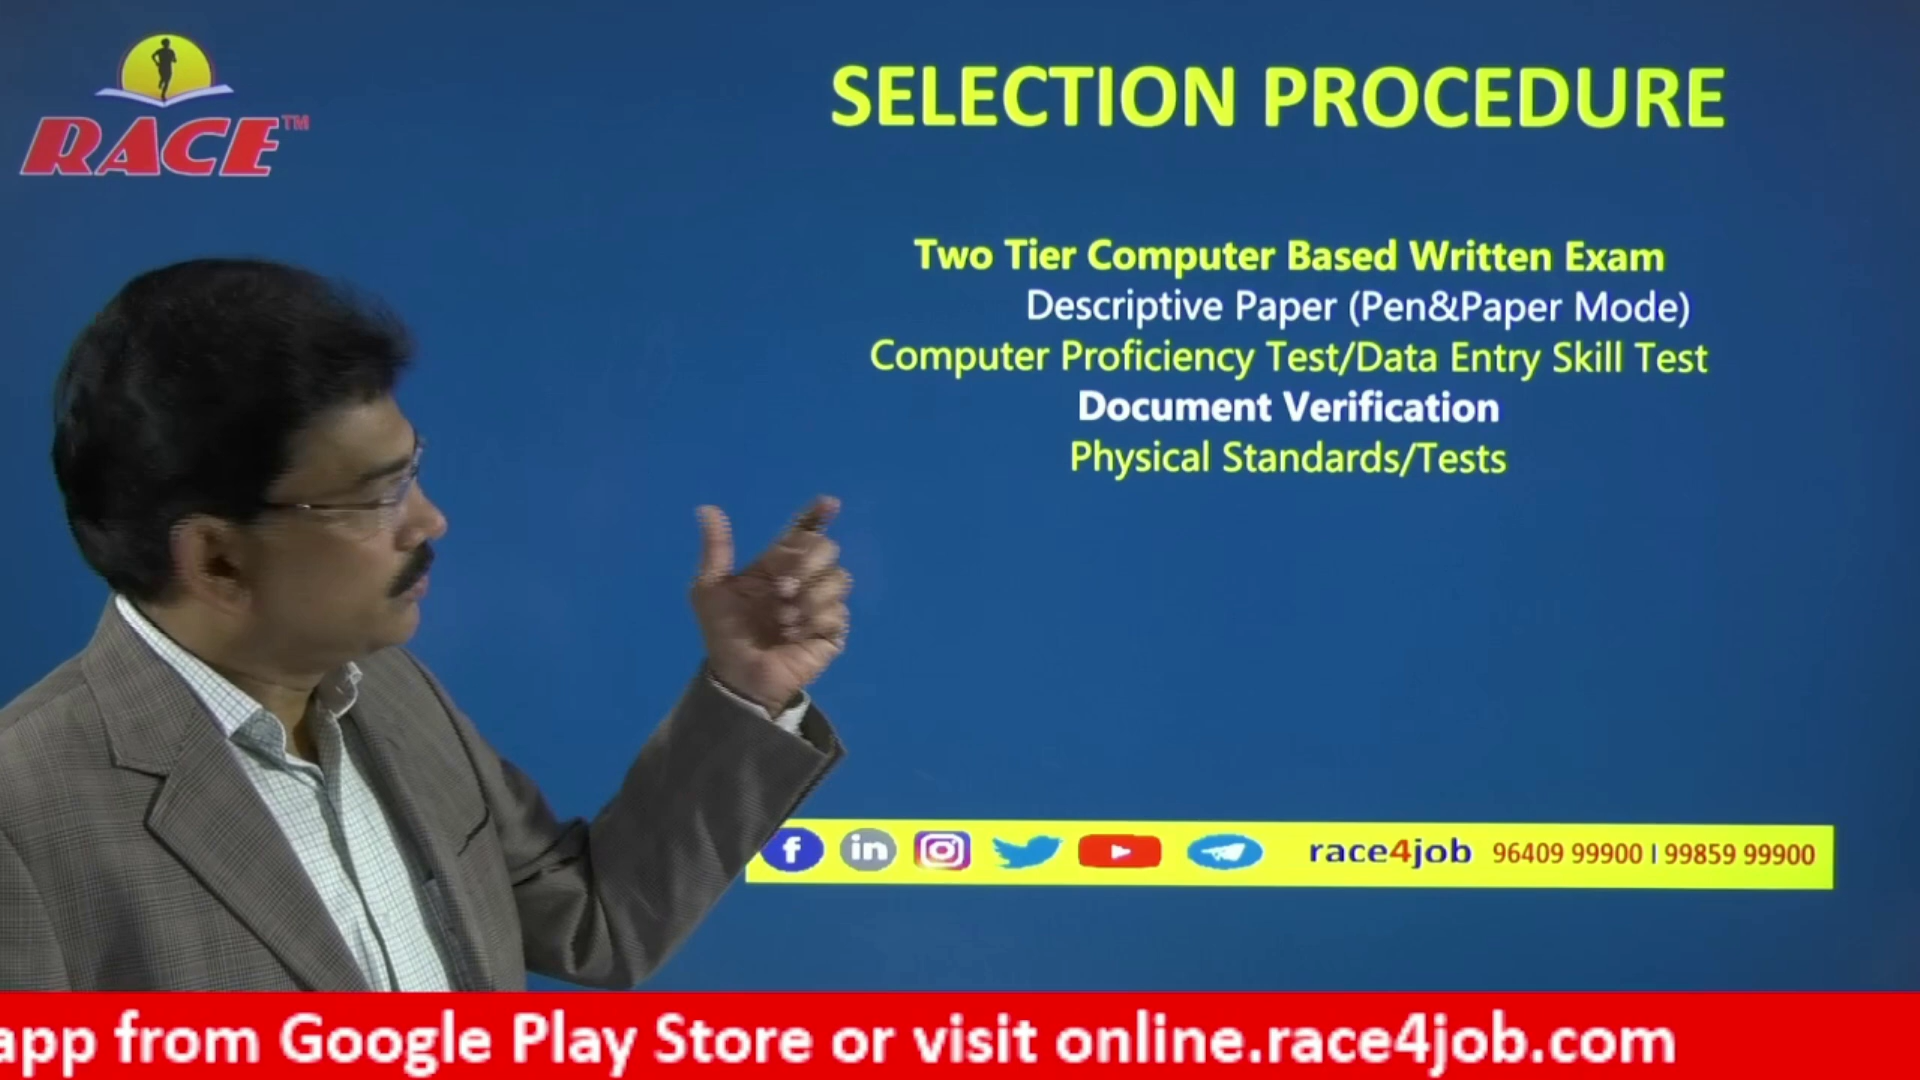 RACE™
SELECTION PROCEDURE
Two Tier Computer Based Written Exam
Descriptive Paper (Pen&Paper Mode)
Computer Proficiency Test/Data Entry Skill Test
Document Verification
Physical Standards/Tests
f in race4job 96409 99900 | 99859 99900
app from Google Play Store or visit online.race4job.com